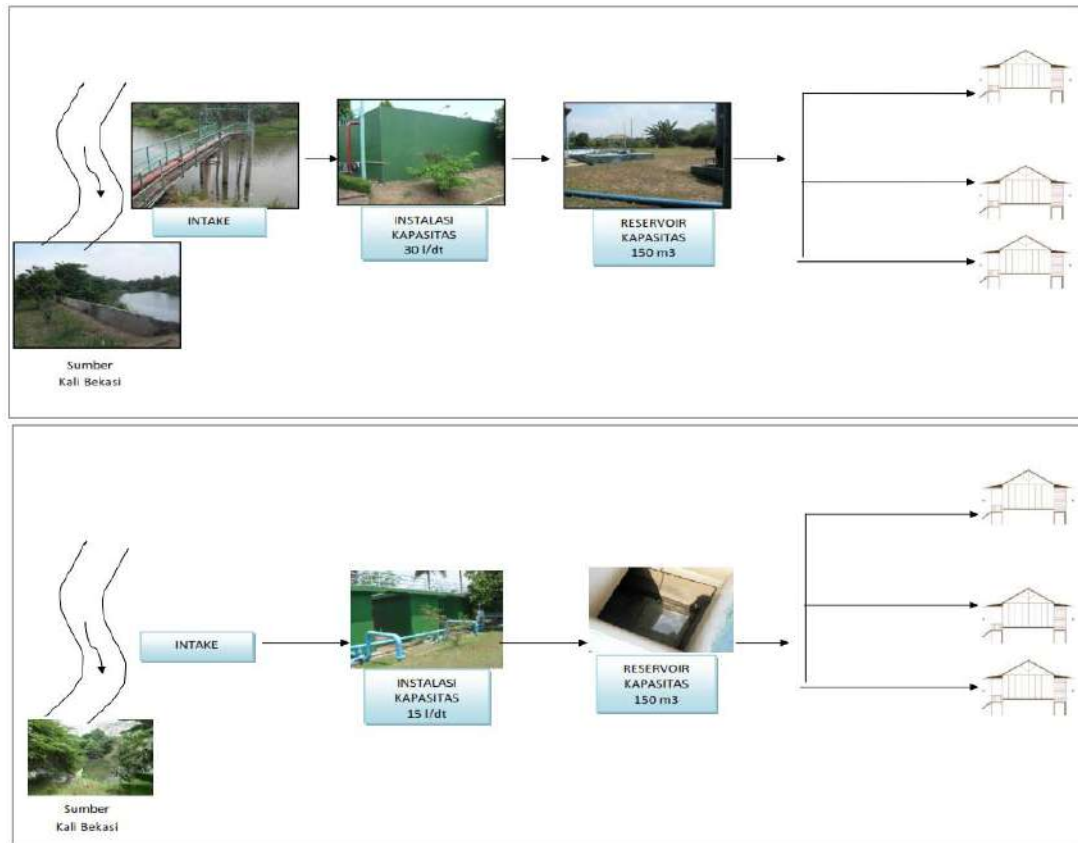 INTAKE
INSTALASI
KAPASITAS
30 l/dt
RESERVOIR
KAPASITAS
150 m3
Sumber
Kali Bekasi
INTAKE
INSTALASI
KAPASITAS
15 l/dt
RESERVOIR
KAPASITAS
150 m3
Sumber
Kali Bekasi